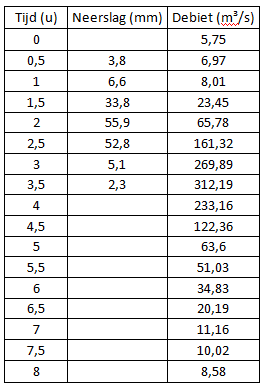 Tijd (u) Neerslag (mm) Debiet (m³/s)
0 5,75
0,5 3,8 6,97
1 6,6 8,01
1,5 33,8 23,45
2 55,9 65,78
2,5 52,8 161,32
3 5,1 269,89
3,5 2,3 312,19
4 233,16
4,5 122,36
5 63,6
5,5 51,03
6 34,83
6,5 20,19
7 11,16
7,5 10,02
8 8,58